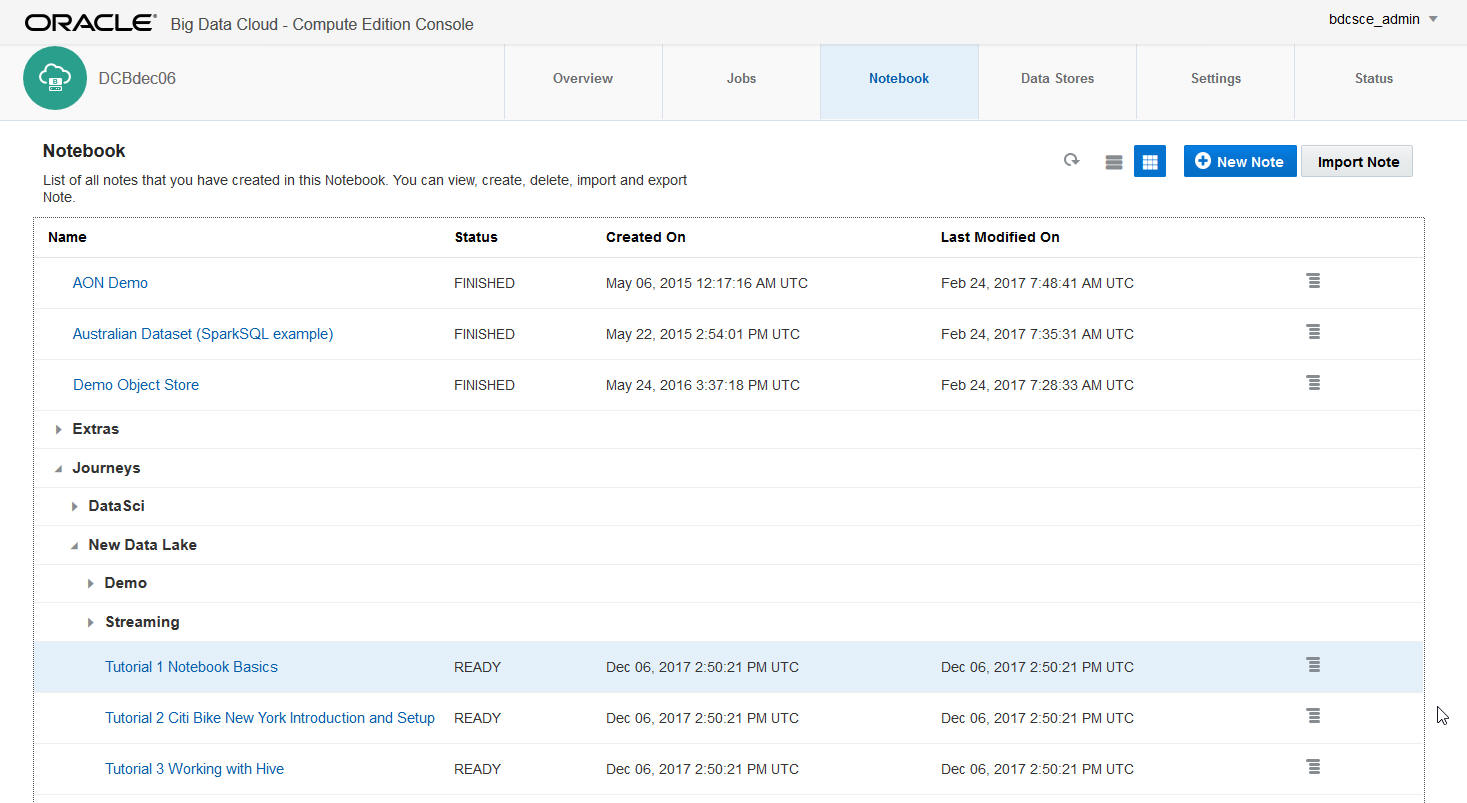 ORACLE® Big Data Cloud - Compute Edition Console
bdcsce_admin
DCBdec06
Overview
Jobs
Notebook
Data Stores
Settings
Status
Notebook
List of all notes that you have created in this Notebook. You can view, create, delete, import and export
Note.
New Note
Import Note
Name Status Created On Last Modified On
AON Demo FINISHED May 06, 2015 12:17:16 AM UTC Feb 24, 2017 7:48:41 AM UTC
Australian Dataset (SparkSQL example) FINISHED May 22, 2015 2:54:01 PM UTC Feb 24, 2017 7:35:31 AM UTC
Demo Object Store FINISHED May 24, 2016 3:37:18 PM UTC Feb 24, 2017 7:28:33 AM UTC
Extras
Journeys
DataSci
New Data Lake
Demo
Streaming
Tutorial 1 Notebook Basics READY Dec 06, 2017 2:50:21 PM UTC Dec 06, 2017 2:50:21 PM UTC
Tutorial 2 Citi Bike New York Introduction and Setup READY Dec 06, 2017 2:50:21 PM UTC Dec 06, 2017 2:50:21 PM UTC
Tutorial 3 Working with Hive READY Dec 06, 2017 2:50:21 PM UTC Dec 06, 2017 2:50:21 PM UTC